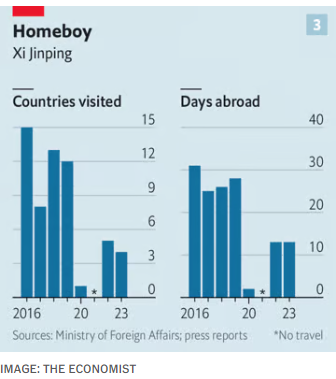 3
Homeboy
Xi Jinping
Countries visited
15
12
9
6
3
0
*
2016 20 23
Days abroad
40
30
20
10
0
*
2016 20 23
Sources: Ministry of Foreign Affairs; press reports *No travel
IMAGE: THE ECONOMIST